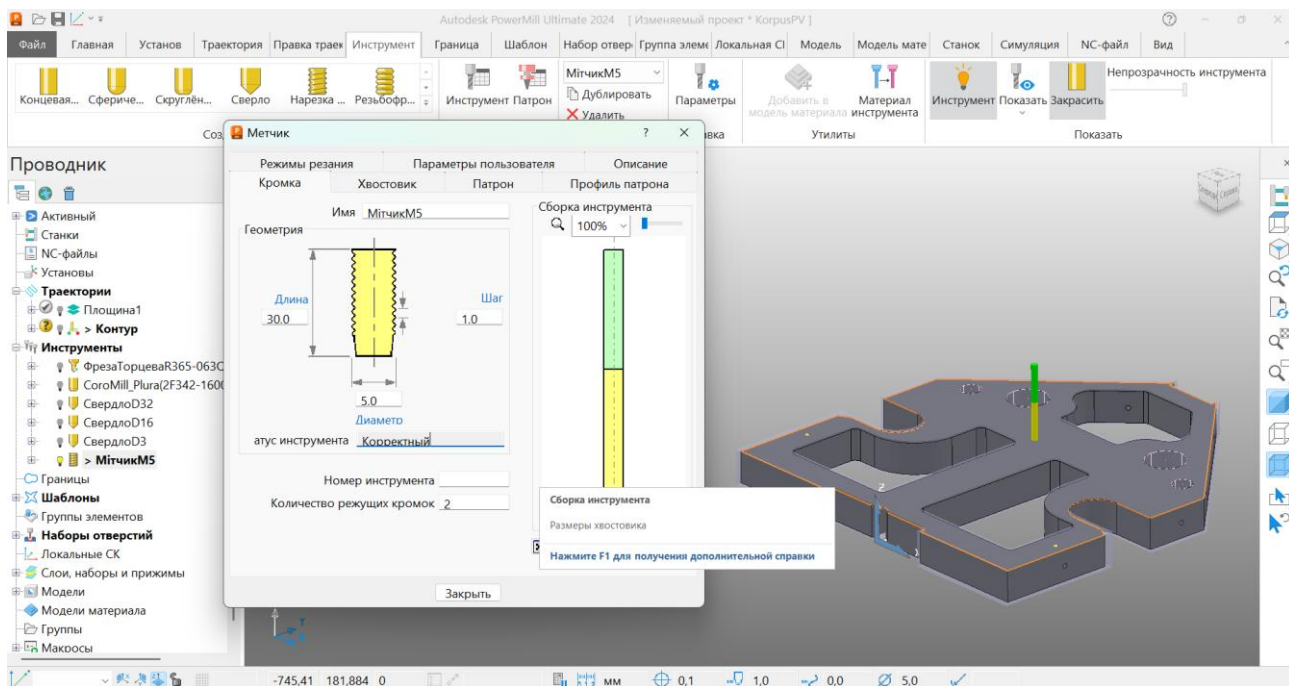 Autodesk PowerMill Ultimate 2024 [ Изменяемый проект * KorpusPV ]
Файл Главная Установ Траектория Правка траек Инструмент Граница Шаблон Набор отвер Группа элеме Локальная СІ Модель Модель мате Станок Симуляция NC-файл Вид
МітчикМ5
Непрозрачность инструмента
Дублировать
Концевая... Сфериче... Скруглён... Сверло Нарезка ... Резьбофр... Инструмент Патрон Параметры Добавить в модель материала Материал инструмента Инструмент Показать Закрасить
Удалить
Соз
вка Утилиты Показать
Метчик
Проводник
Активный
Станки
NC-файлы
Установы
Траектории
Площина1
> Контур
Инструменты
ФрезаТорцеваR365-063Q
CoroMill_Plura(2F342-1600
СвердлоD32
СвердлоD16
СвердлоD3
> МітчикМ5
Границы
Шаблоны
Группы элементов
Наборы отверстий
Локальные СК
Слои, наборы и прижимы
Модели
Модели материала
Группы
Макросы
Режимы резания Параметры пользователя Описание
Кромка Хвостовик Патрон Профиль патрона
Имя МітчикМ5
Сборка инструмента
100%
Геометрия
Длина
30.0
Шаг
1.0
5.0
Диаметр
атус инструмента Корректный
Номер инструмента
Количество режущих кромок 2
Сборка инструмента
Размеры хвостовика
Нажмите F1 для получения дополнительной справки
Закрыть
Z
-745,41 181,884 0 мм 0,1 1,0 0,0 5,0